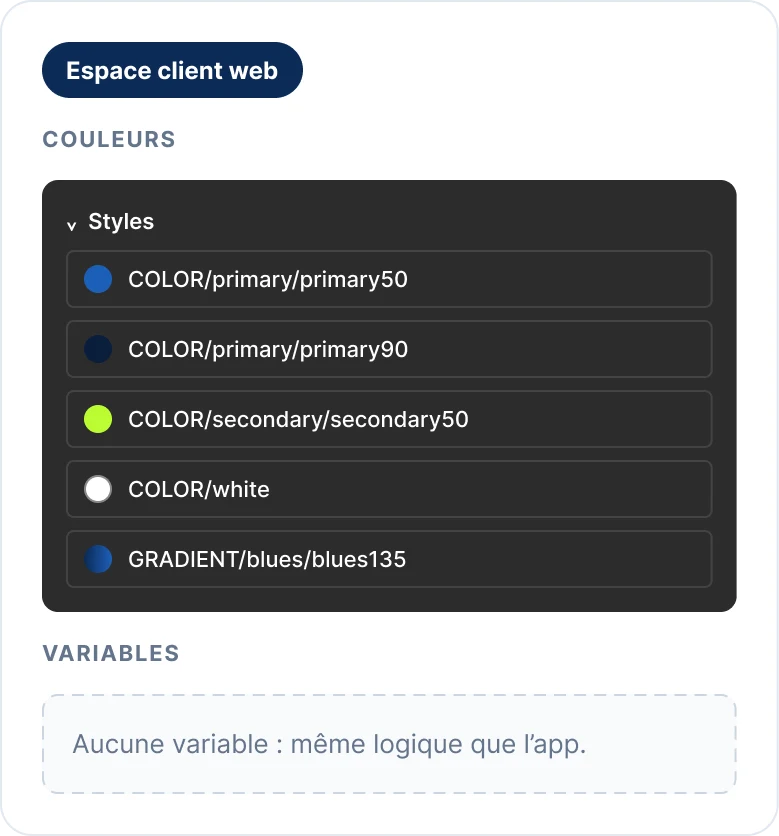 Espace client web
COULEURS
Styles
COLOR/primary/primary50
COLOR/primary/primary90
COLOR/secondary/secondary50
COLOR/white
GRADIENT/blues/blues135
VARIABLES
Aucune variable : même logique que l’app.